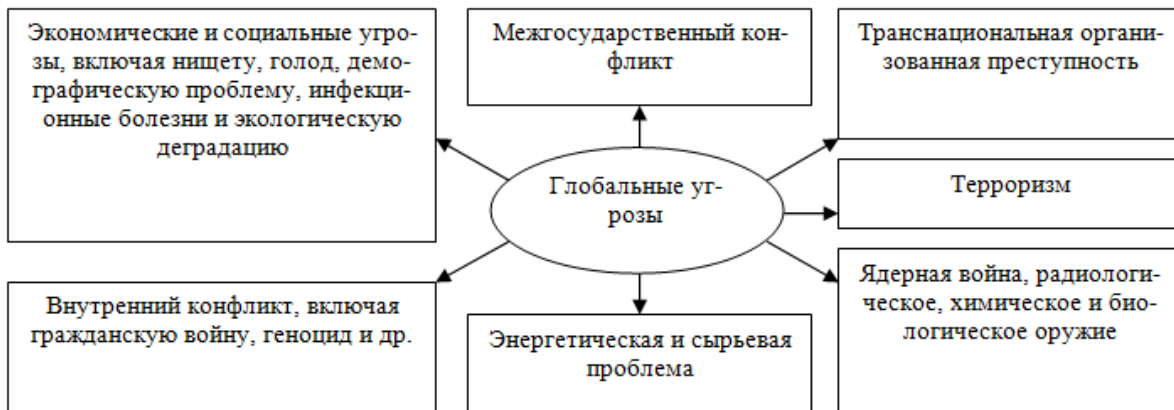 Экономические и социальные угро-
зы, включая нищету, голод, демо-
графическую проблему, инфекци-
онные болезни и экологическую
деградацию
Межгосударственный кон-
фликт
Транснациональная органи-
зованная преступность
Глобальные уг-
розы
Терроризм
Внутренний конфликт, включая
гражданскую войну, геноцид и др.
Энергетическая и сырьевая
проблема
Ядерная война, радиологи-
ческое, химическое и био-
логическое оружие